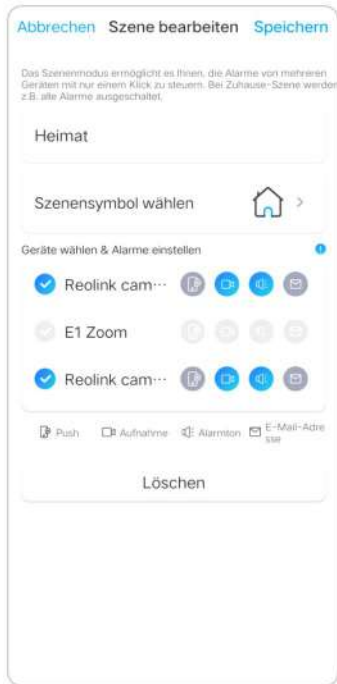 Abbrechen Szene bearbeiten Speichern
Das Szenenmodus ermöglicht es Ihnen, die Alarme von mehreren
Geräten mit nur einem Klick zu steuern. Bei Zuhause-Szene werden
z.B. alle Alarme ausgeschaltet.
Heimat
Szenensymbol wählen
Geräte wählen & Alarme einstellen
Reolink cam···
E1 Zoom
Reolink cam···
Push Aufnahme Alarmton E-Mail-Adre
sse
Löschen